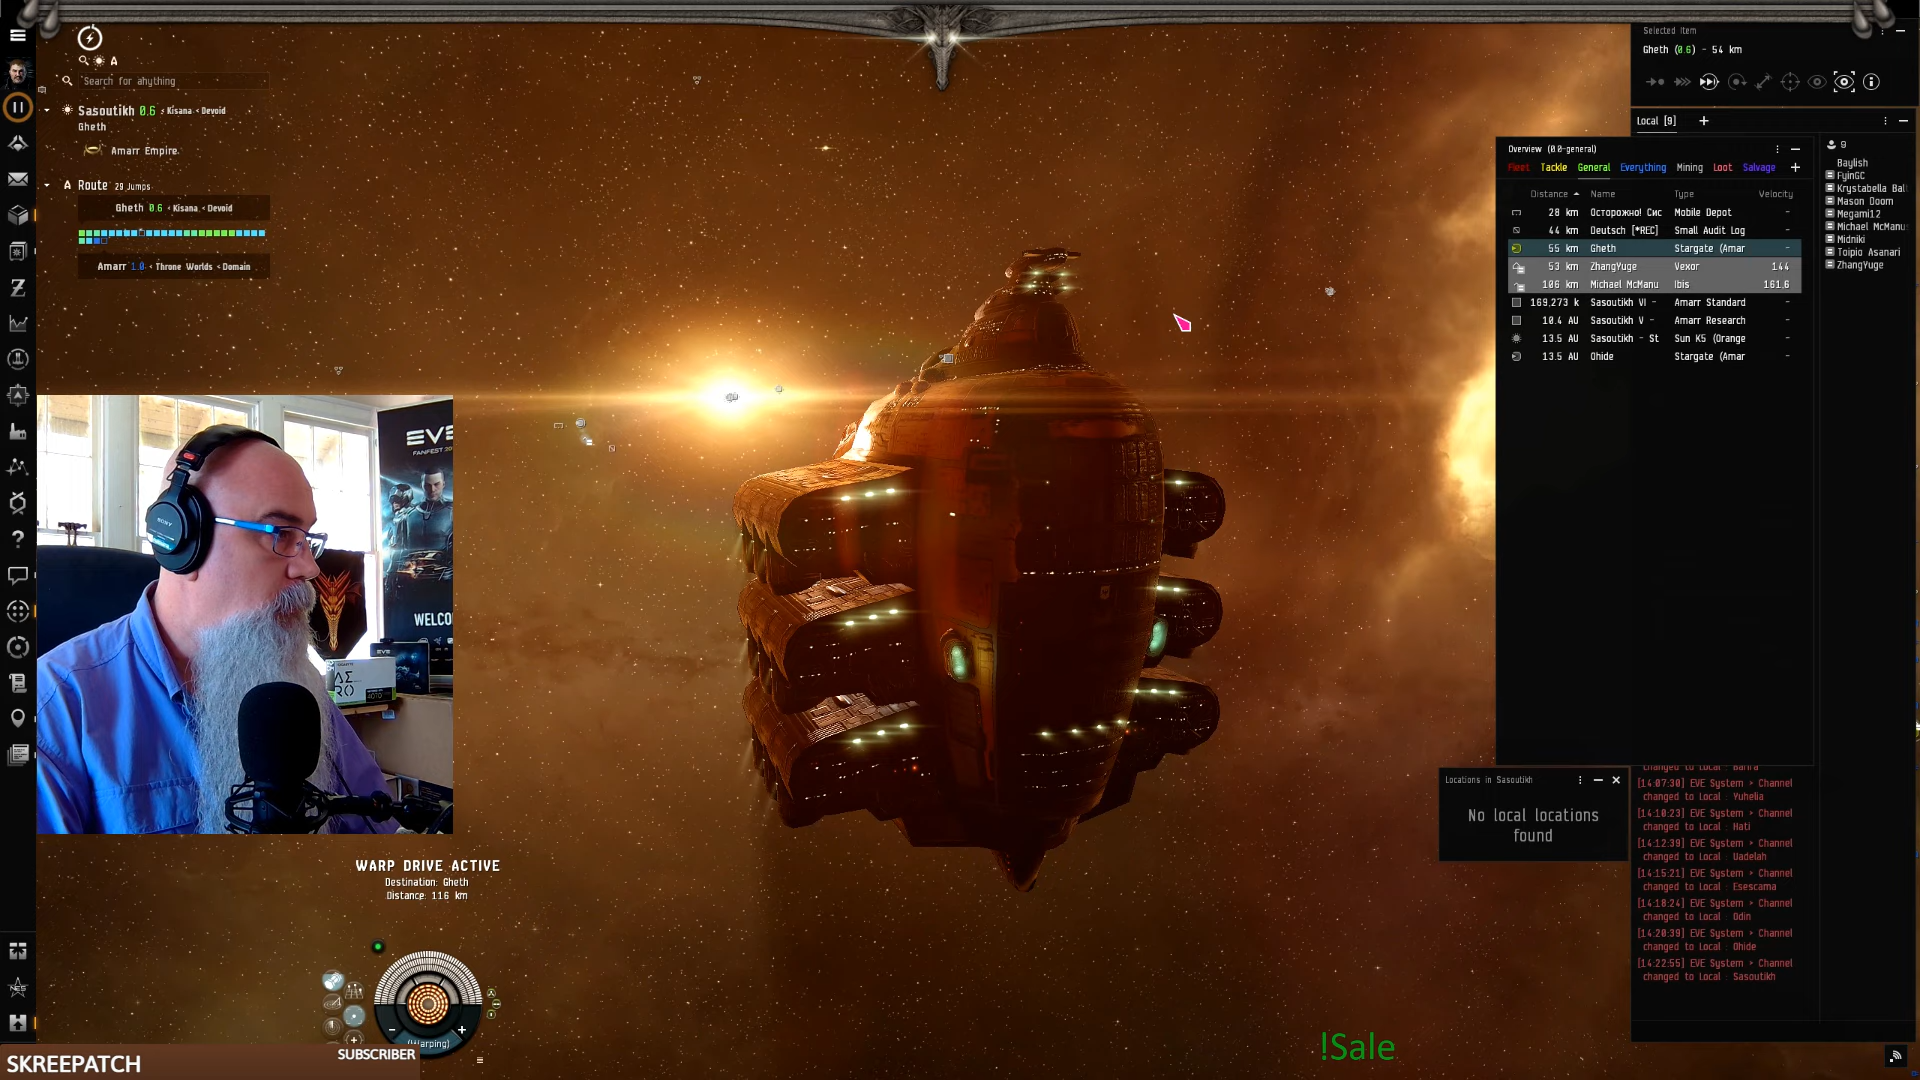 Search for anything
Sasoutikh 0.6 < Kisana < Devoid
Gheth
Amarr Empire
Route 29 Jumps
Gheth 0.6 < Kisana < Devoid
Amarr 1.0 < Throne Worlds < Domain
EVE
FANFEST
WELCO
SONY
EVE
AERO
WARP DRIVE ACTIVE
Destination: Gheth
Distance: 116 km
(Warping)
SKREEPATCH
SUBSCRIBER
!Sale
Selected Item
Gheth (0.6) - 54 km
Local [9]
9
Baylish
FyinGC
Krystabella Bal
Mason Doom
Megami12
Michael McManu
Midniki
Toipio Asanari
ZhangYuge
Overview (0.0-general)
Fleet Tackle General Everything Mining Loot Salvage
Distance Name Type Velocity
28 km Осторожно! Сис Mobile Depot -
44 km Deutsch [*REC] Small Audit Log -
55 km Gheth Stargate (Amar -
53 km ZhangYuge Vexor 144
106 km Michael McManu Ibis 161.6
169,273 k Sasoutikh VI - Amarr Standard -
10.4 AU Sasoutikh V - Amarr Research -
13.5 AU Sasoutikh - St Sun K5 (Orange -
13.5 AU Ohide Stargate (Amar -
Locations in Sasoutikh
No local locations
found
[14:07:30] EVE System > Channel
changed to Local : Yuhelia
[14:10:23] EVE System > Channel
changed to Local : Hati
[14:12:39] EVE System > Channel
changed to Local : Uadelah
[14:15:21] EVE System > Channel
changed to Local : Esescama
[14:18:24] EVE System > Channel
changed to Local : Odin
[14:20:39] EVE System > Channel
changed to Local : Ohide
[14:22:55] EVE System > Channel
changed to Local : Sasoutikh